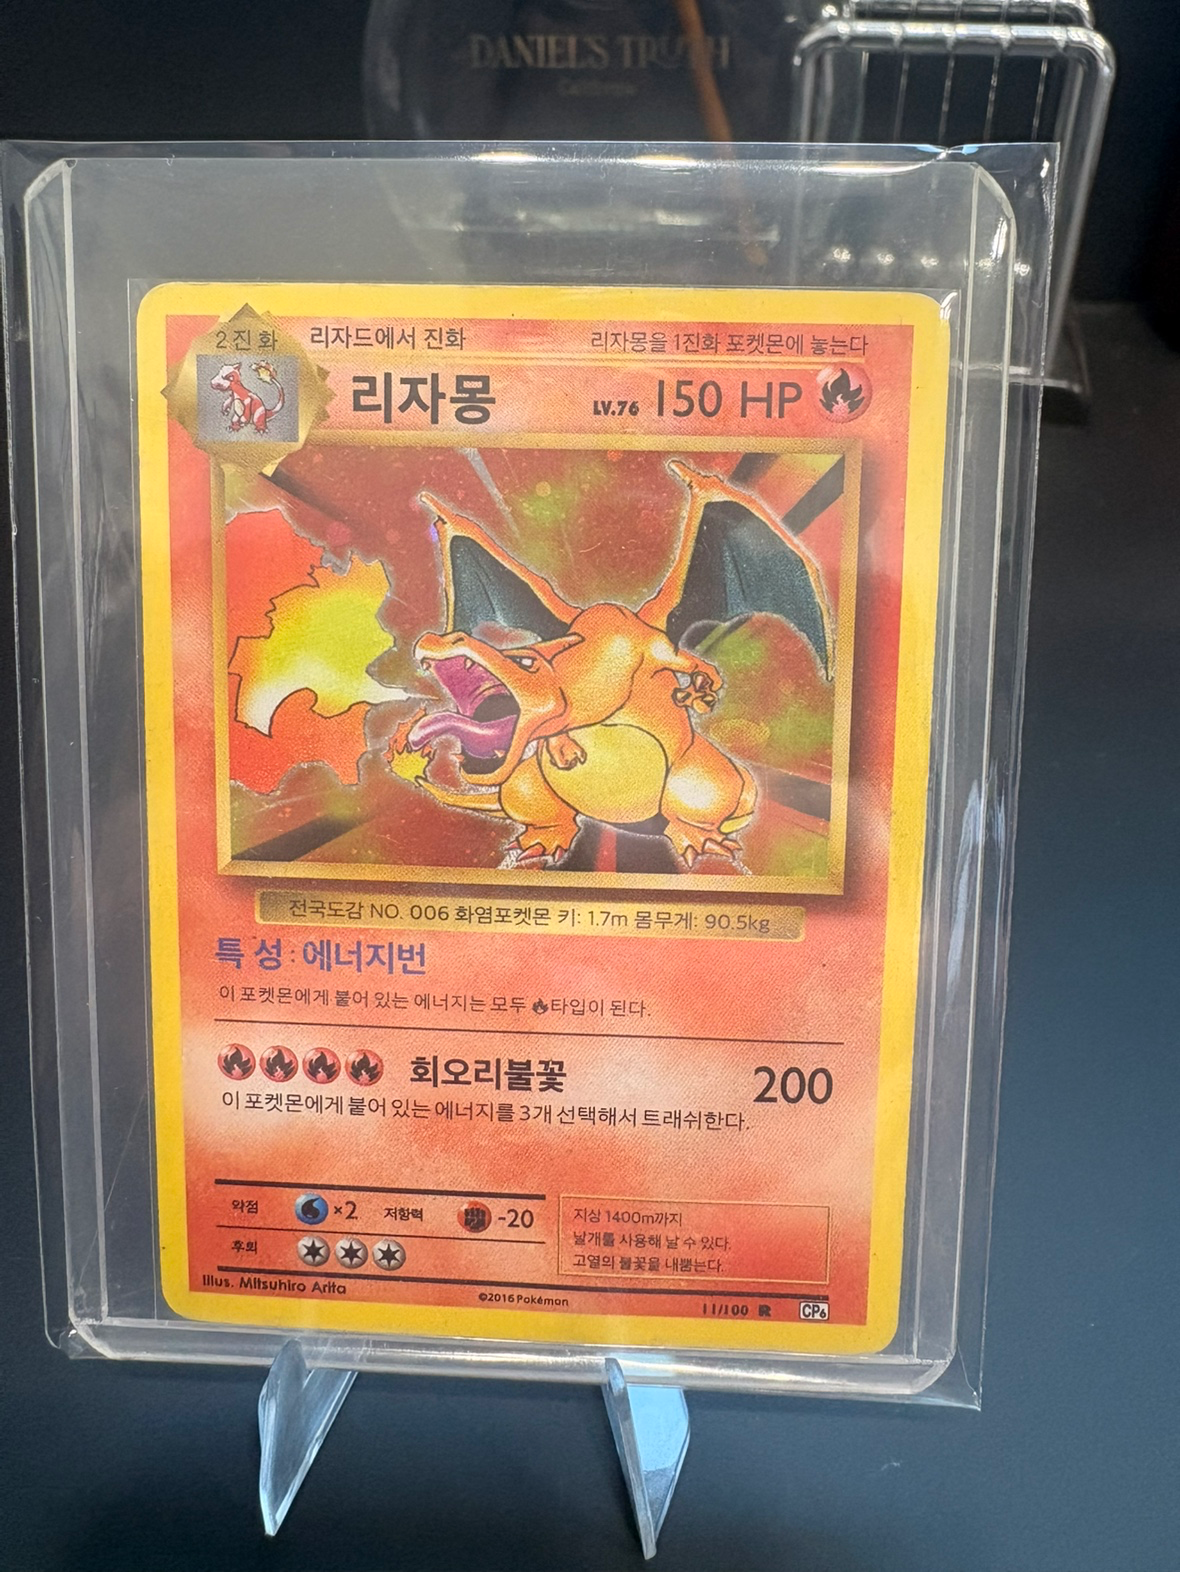 DANIEL'S TRUTH
California
2진화
리자드에서 진화
리자몽을 1진화 포켓몬에 놓는다
리자몽
LV.76 150 HP
전국도감 NO. 006 화염포켓몬 키: 1.7m 몸무게: 90.5kg
특성:에너지번
이 포켓몬에게 붙어 있는 에너지는 모두 타입이 된다.
회오리불꽃 200
이 포켓몬에게 붙어 있는 에너지를 3개 선택해서 트래쉬한다.
약점 ×2 저항력 -20
후퇴
지상 1400m까지
날개를 사용해 날 수 있다.
고열의 불꽃을 내뿜는다.
Illus. Mitsuhiro Arita
©2016 Pokémon
11/100 R CP6